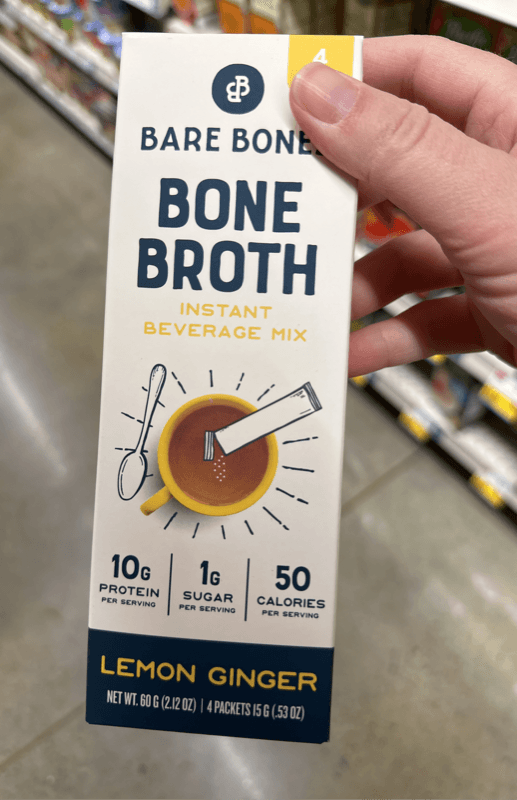 4
BARE BONE
BONE
BROTH
INSTANT
BEVERAGE MIX
10G
PROTEIN
PER SERVING
1G
SUGAR
PER SERVING
50
CALORIES
PER SERVING
LEMON GINGER
NET WT. 60 G (2.12 OZ) | 4 PACKETS 15 G (.53 OZ)